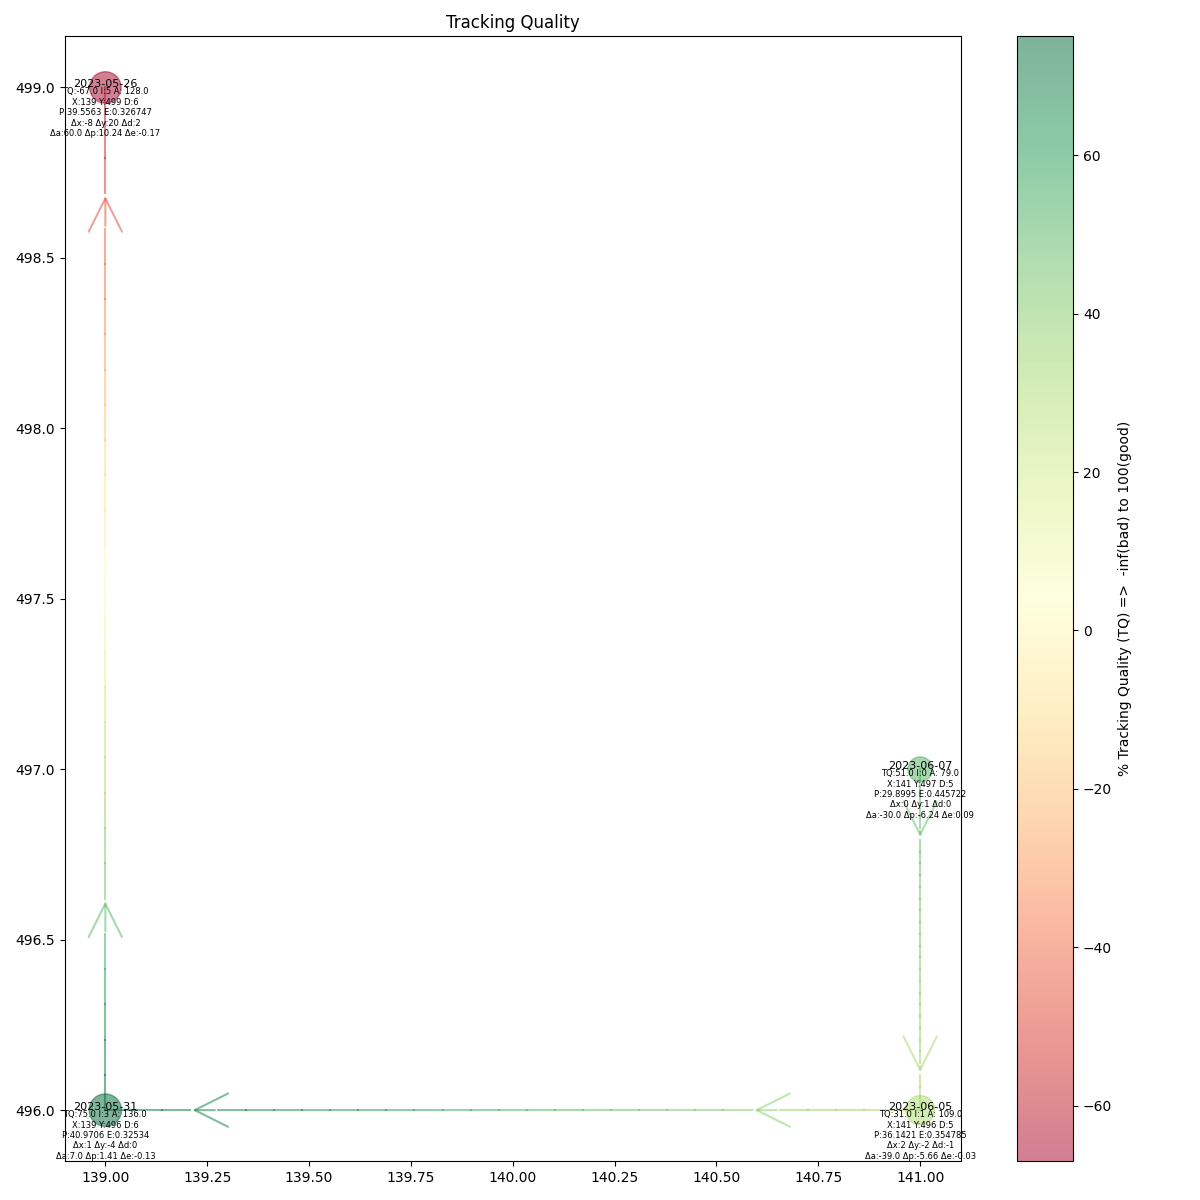 Tracking Quality
499.0
498.5
498.0
497.5
497.0
496.5
496.0
139.00
139.25
139.50
139.75
140.00
140.25
140.50
140.75
141.00
2023-05-26
TQ:-67.0 I:5 A: 128.0
X:139 Y:499 D:6
P:39.5563 E:0.326747
Δx:-8 Δy:20 Δd:2
Δa:60.0 Δp:10.24 Δe:-0.17
2023-06-07
TQ:51.0 I:0 A: 79.0
X:141 Y:497 D:5
P:29.8995 E:0.445722
Δx:0 Δy:1 Δd:0
Δa:-30.0 Δp:-6.24 Δe:0.09
2023-05-31
TQ:75.0 I:3 A: 136.0
X:139 Y:496 D:6
P:40.9706 E:0.32534
Δx:1 Δy:-4 Δd:0
Δa:7.0 Δp:1.41 Δe:-0.13
2023-06-05
TQ:31.0 I:1 A: 109.0
X:141 Y:496 D:5
P:36.1421 E:0.354785
Δx:2 Δy:-2 Δd:-1
Δa:-39.0 Δp:-5.66 Δe:-0.03
60
40
20
0
−20
−40
−60
% Tracking Quality (TQ) => -inf(bad) to 100(good)